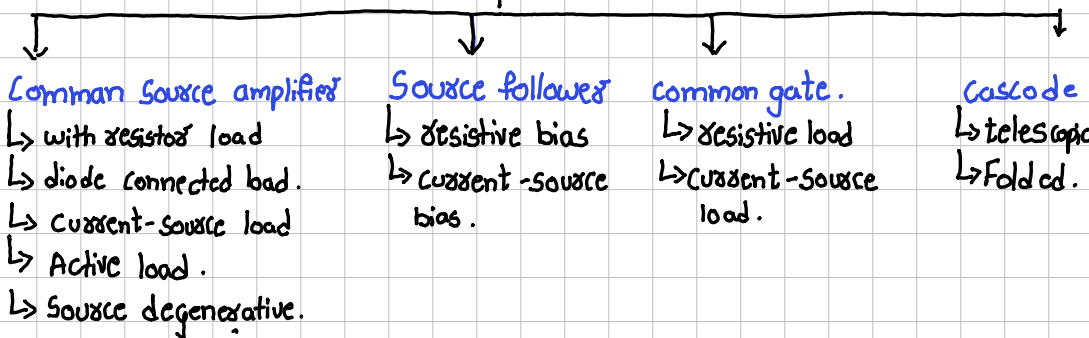 Comman Source amplifier
↳ with resistor load
↳ diode connected load.
↳ current-source load
↳ Active load.
↳ Source degenerative.
Source follower
↳ resistive bias
↳ current-source
bias.
common gate.
↳ resistive load
↳ current-source
load.
cascode
↳ telescopic
↳ Folded.